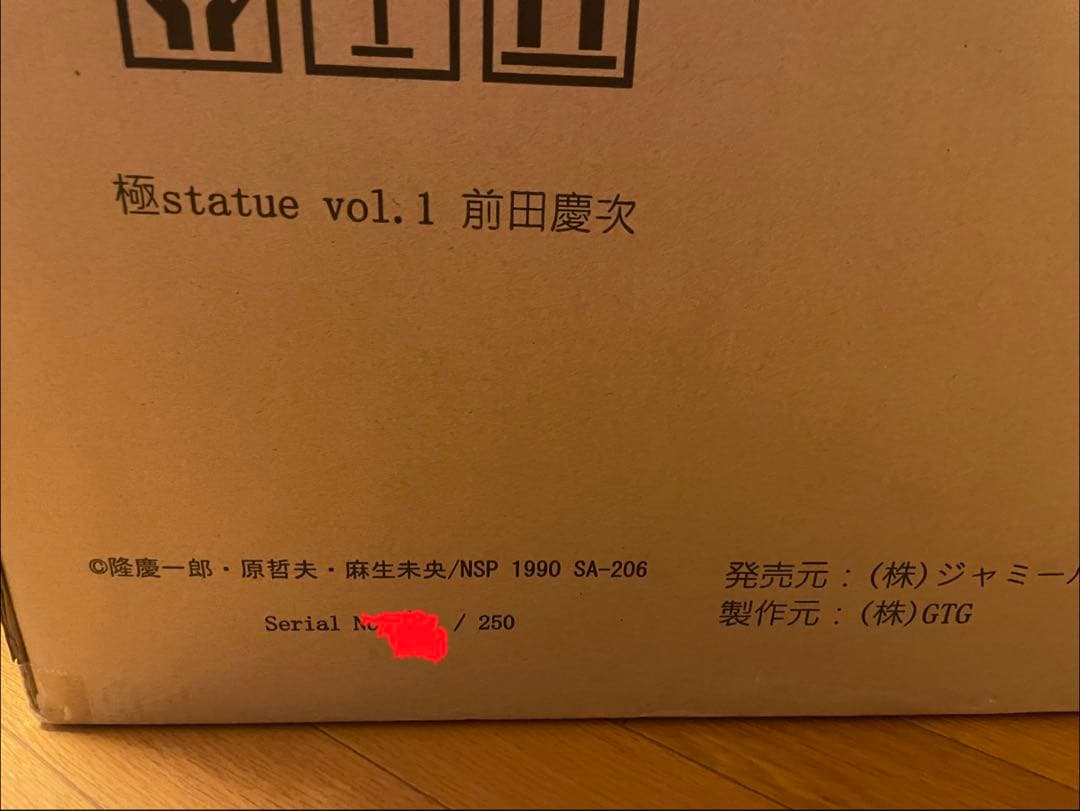 極statue vol.1 前田慶次
©隆慶一郎・原哲夫・麻生未央/NSP 1990 SA-206
Serial / 250
発売元：(株)ジャミー
製作元：(株)GTG